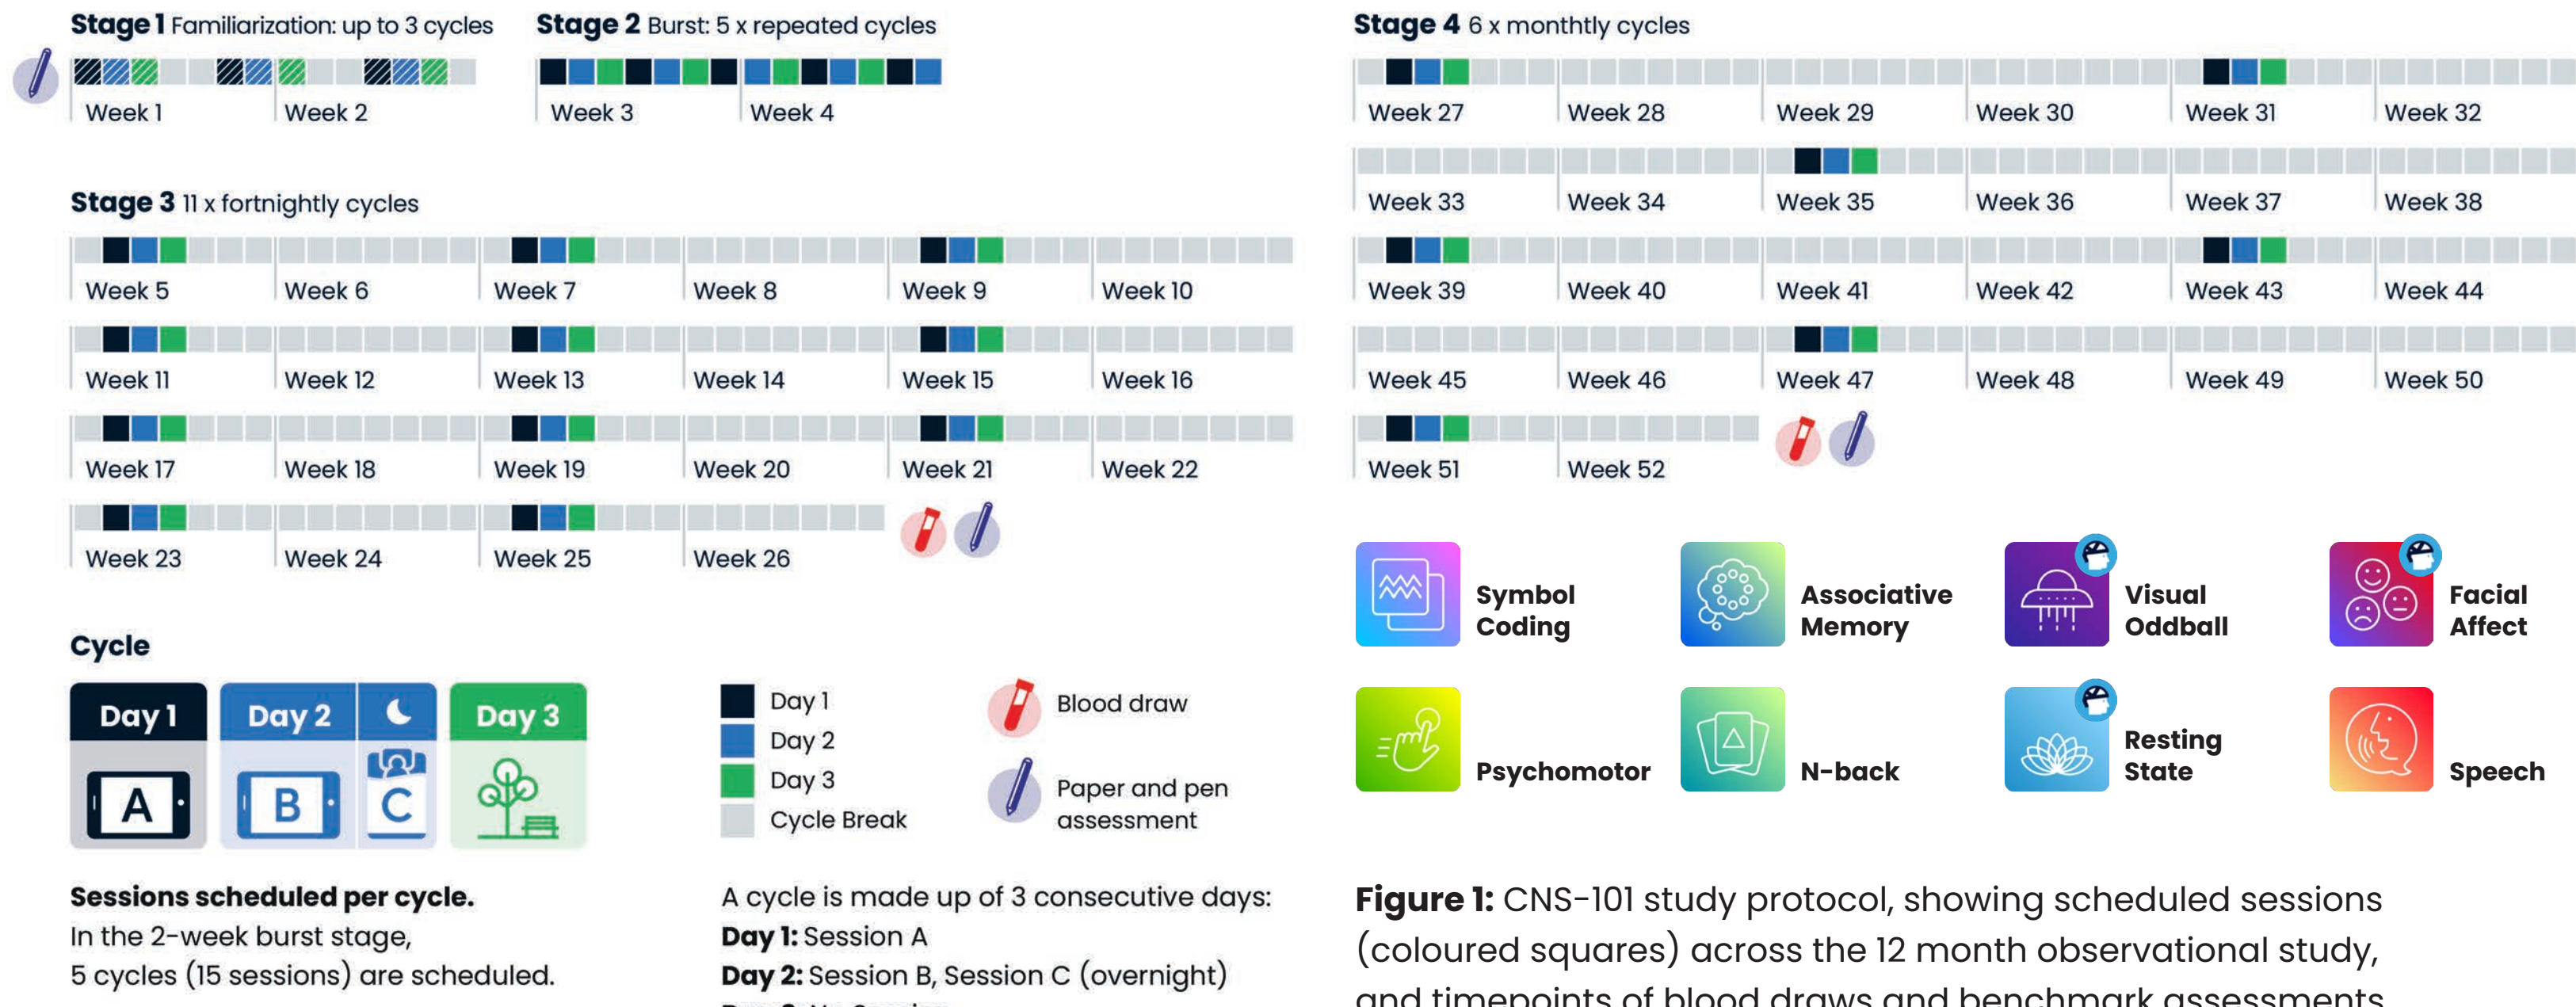 Stage 1 Familiarization: up to 3 cycles
Week 1
Week 2
Stage 2 Burst: 5 x repeated cycles
Week 3
Week 4
Stage 3 11 x fortnightly cycles
Week 5
Week 6
Week 7
Week 8
Week 9
Week 10
Week 11
Week 12
Week 13
Week 14
Week 15
Week 16
Week 17
Week 18
Week 19
Week 20
Week 21
Week 22
Week 23
Week 24
Week 25
Week 26
Cycle
Day 1
Day 2
Day 3
A
B
C
Day 1
Day 2
Day 3
Cycle Break
Blood draw
Paper and pen
assessment
Sessions scheduled per cycle.
In the 2-week burst stage,
5 cycles (15 sessions) are scheduled.
A cycle is made up of 3 consecutive days:
Day 1: Session A
Day 2: Session B, Session C (overnight)
Stage 4 6 x monthly cycles
Week 27
Week 28
Week 29
Week 30
Week 31
Week 32
Week 33
Week 34
Week 35
Week 36
Week 37
Week 38
Week 39
Week 40
Week 41
Week 42
Week 43
Week 44
Week 45
Week 46
Week 47
Week 48
Week 49
Week 50
Week 51
Week 52
Symbol
Coding
Associative
Memory
Visual
Oddball
Facial
Affect
Psychomotor
N-back
Resting
State
Speech
Figure 1: CNS-101 study protocol, showing scheduled sessions
(coloured squares) across the 12 month observational study,
and timepoints of blood draws and benchmark assessments